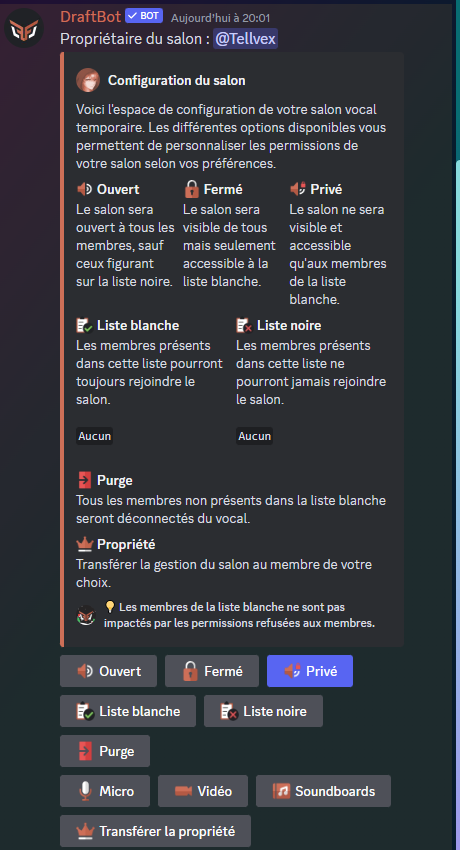 DraftBot BOT Aujourd'hui à 20:01
Propriétaire du salon : @Tellvex
Configuration du salon
Voici l'espace de configuration de votre salon vocal
temporaire. Les différentes options disponibles vous
permettent de personnaliser les permissions de
votre salon selon vos préférences.
Ouvert
Le salon sera
ouvert à tous les
membres, sauf
ceux figurant
sur la liste noire.
Fermé
Le salon sera
visible de tous
mais seulement
accessible à la
liste blanche.
Privé
Le salon ne sera
visible et
accessible
qu'aux membres
de la liste
blanche.
Liste blanche
Les membres présents
dans cette liste pourront
toujours rejoindre le
salon.
Aucun
Liste noire
Les membres présents
dans cette liste ne
pourront jamais rejoindre
le salon.
Aucun
Purge
Tous les membres non présents dans la liste blanche
seront déconnectés du vocal.
Propriété
Transférer la gestion du salon au membre de votre
choix.
Les membres de la liste blanche ne sont pas
impactés par les permissions refusées aux membres.
Ouvert Fermé Privé
Liste blanche Liste noire
Purge
Micro Vidéo Soundboards
Transférer la propriété